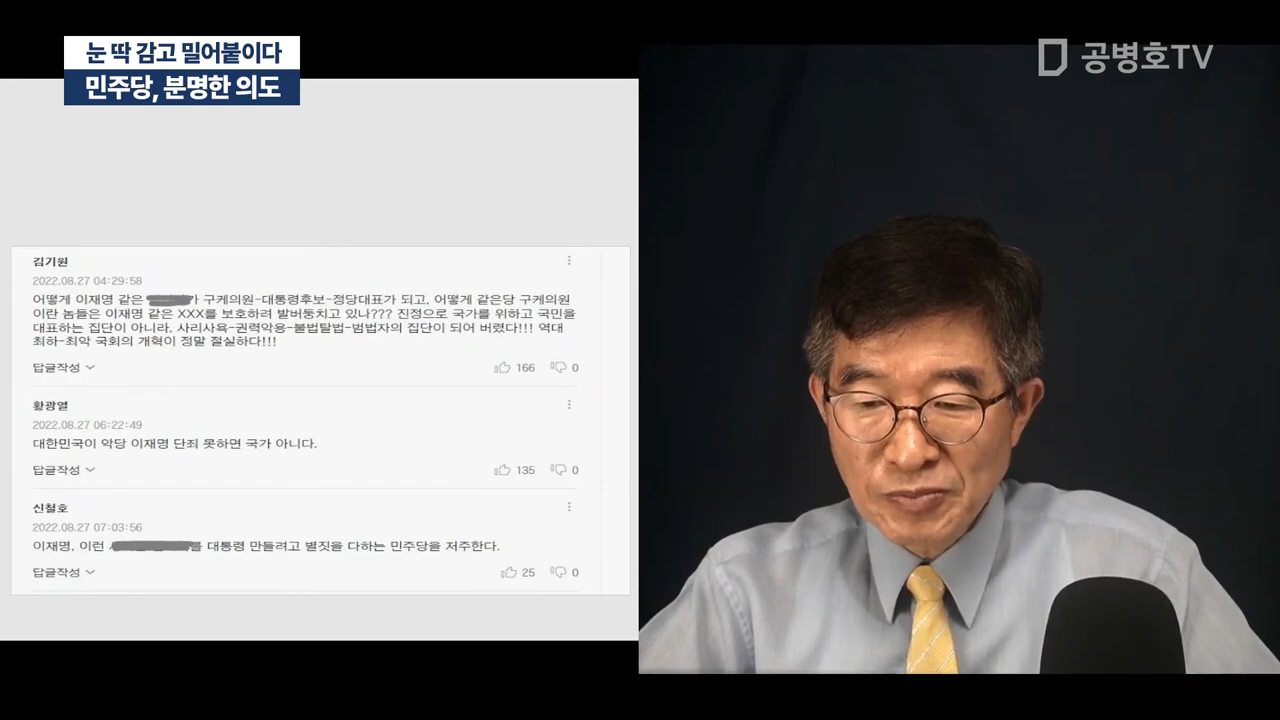 눈 딱 감고 밀어붙이다
민주당, 분명한 의도
공병호TV
김기원
2022.08.27 04:29:58
어떻게 이재명 같은 가 구케의원-대통령후보-정당대표가 되고, 어떻게 같은당 구케의원
이란 놈들은 이재명 같은 XXX를 보호하려 발버둥치고 있나??? 진정으로 국가를 위하고 국민을
대표하는 집단이 아니라, 사리사욕-권력악용-불법탈법-범법자의 집단이 되어 버렸다!!! 역대
최하-최악 국회의 개혁이 정말 절실하다!!!
답글작성
166
0
황광열
2022.08.27 06:22:49
대한민국이 악당 이재명 단죄 못하면 국가 아니다.
답글작성
135
0
신철호
2022.08.27 07:03:56
이재명, 이런 를 대통령 만들려고 별짓을 다하는 민주당을 저주한다.
답글작성
25
0